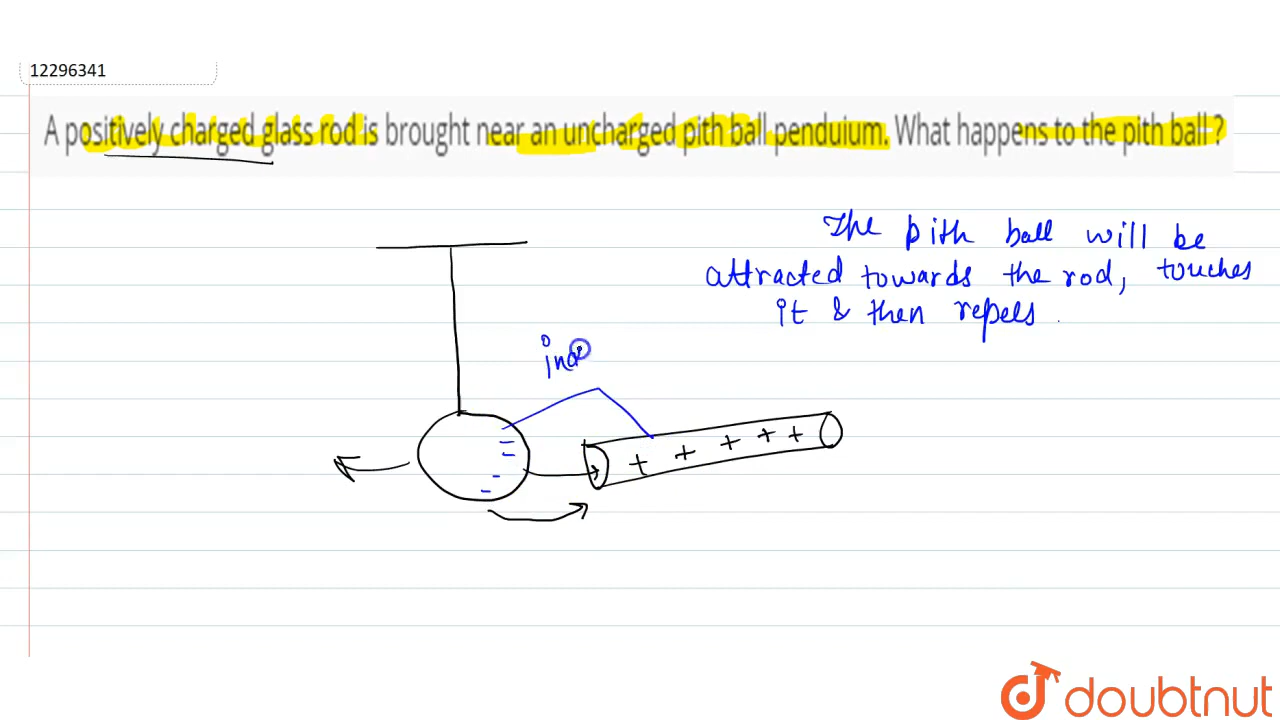 12296341
A positively charged glass rod is brought near an uncharged pith ball penduium. What happens to the pith ball ?
The pith ball will be
attracted towards the rod, touches
it & then repels.
ind
− − − −
+ + + + +
doubtnut